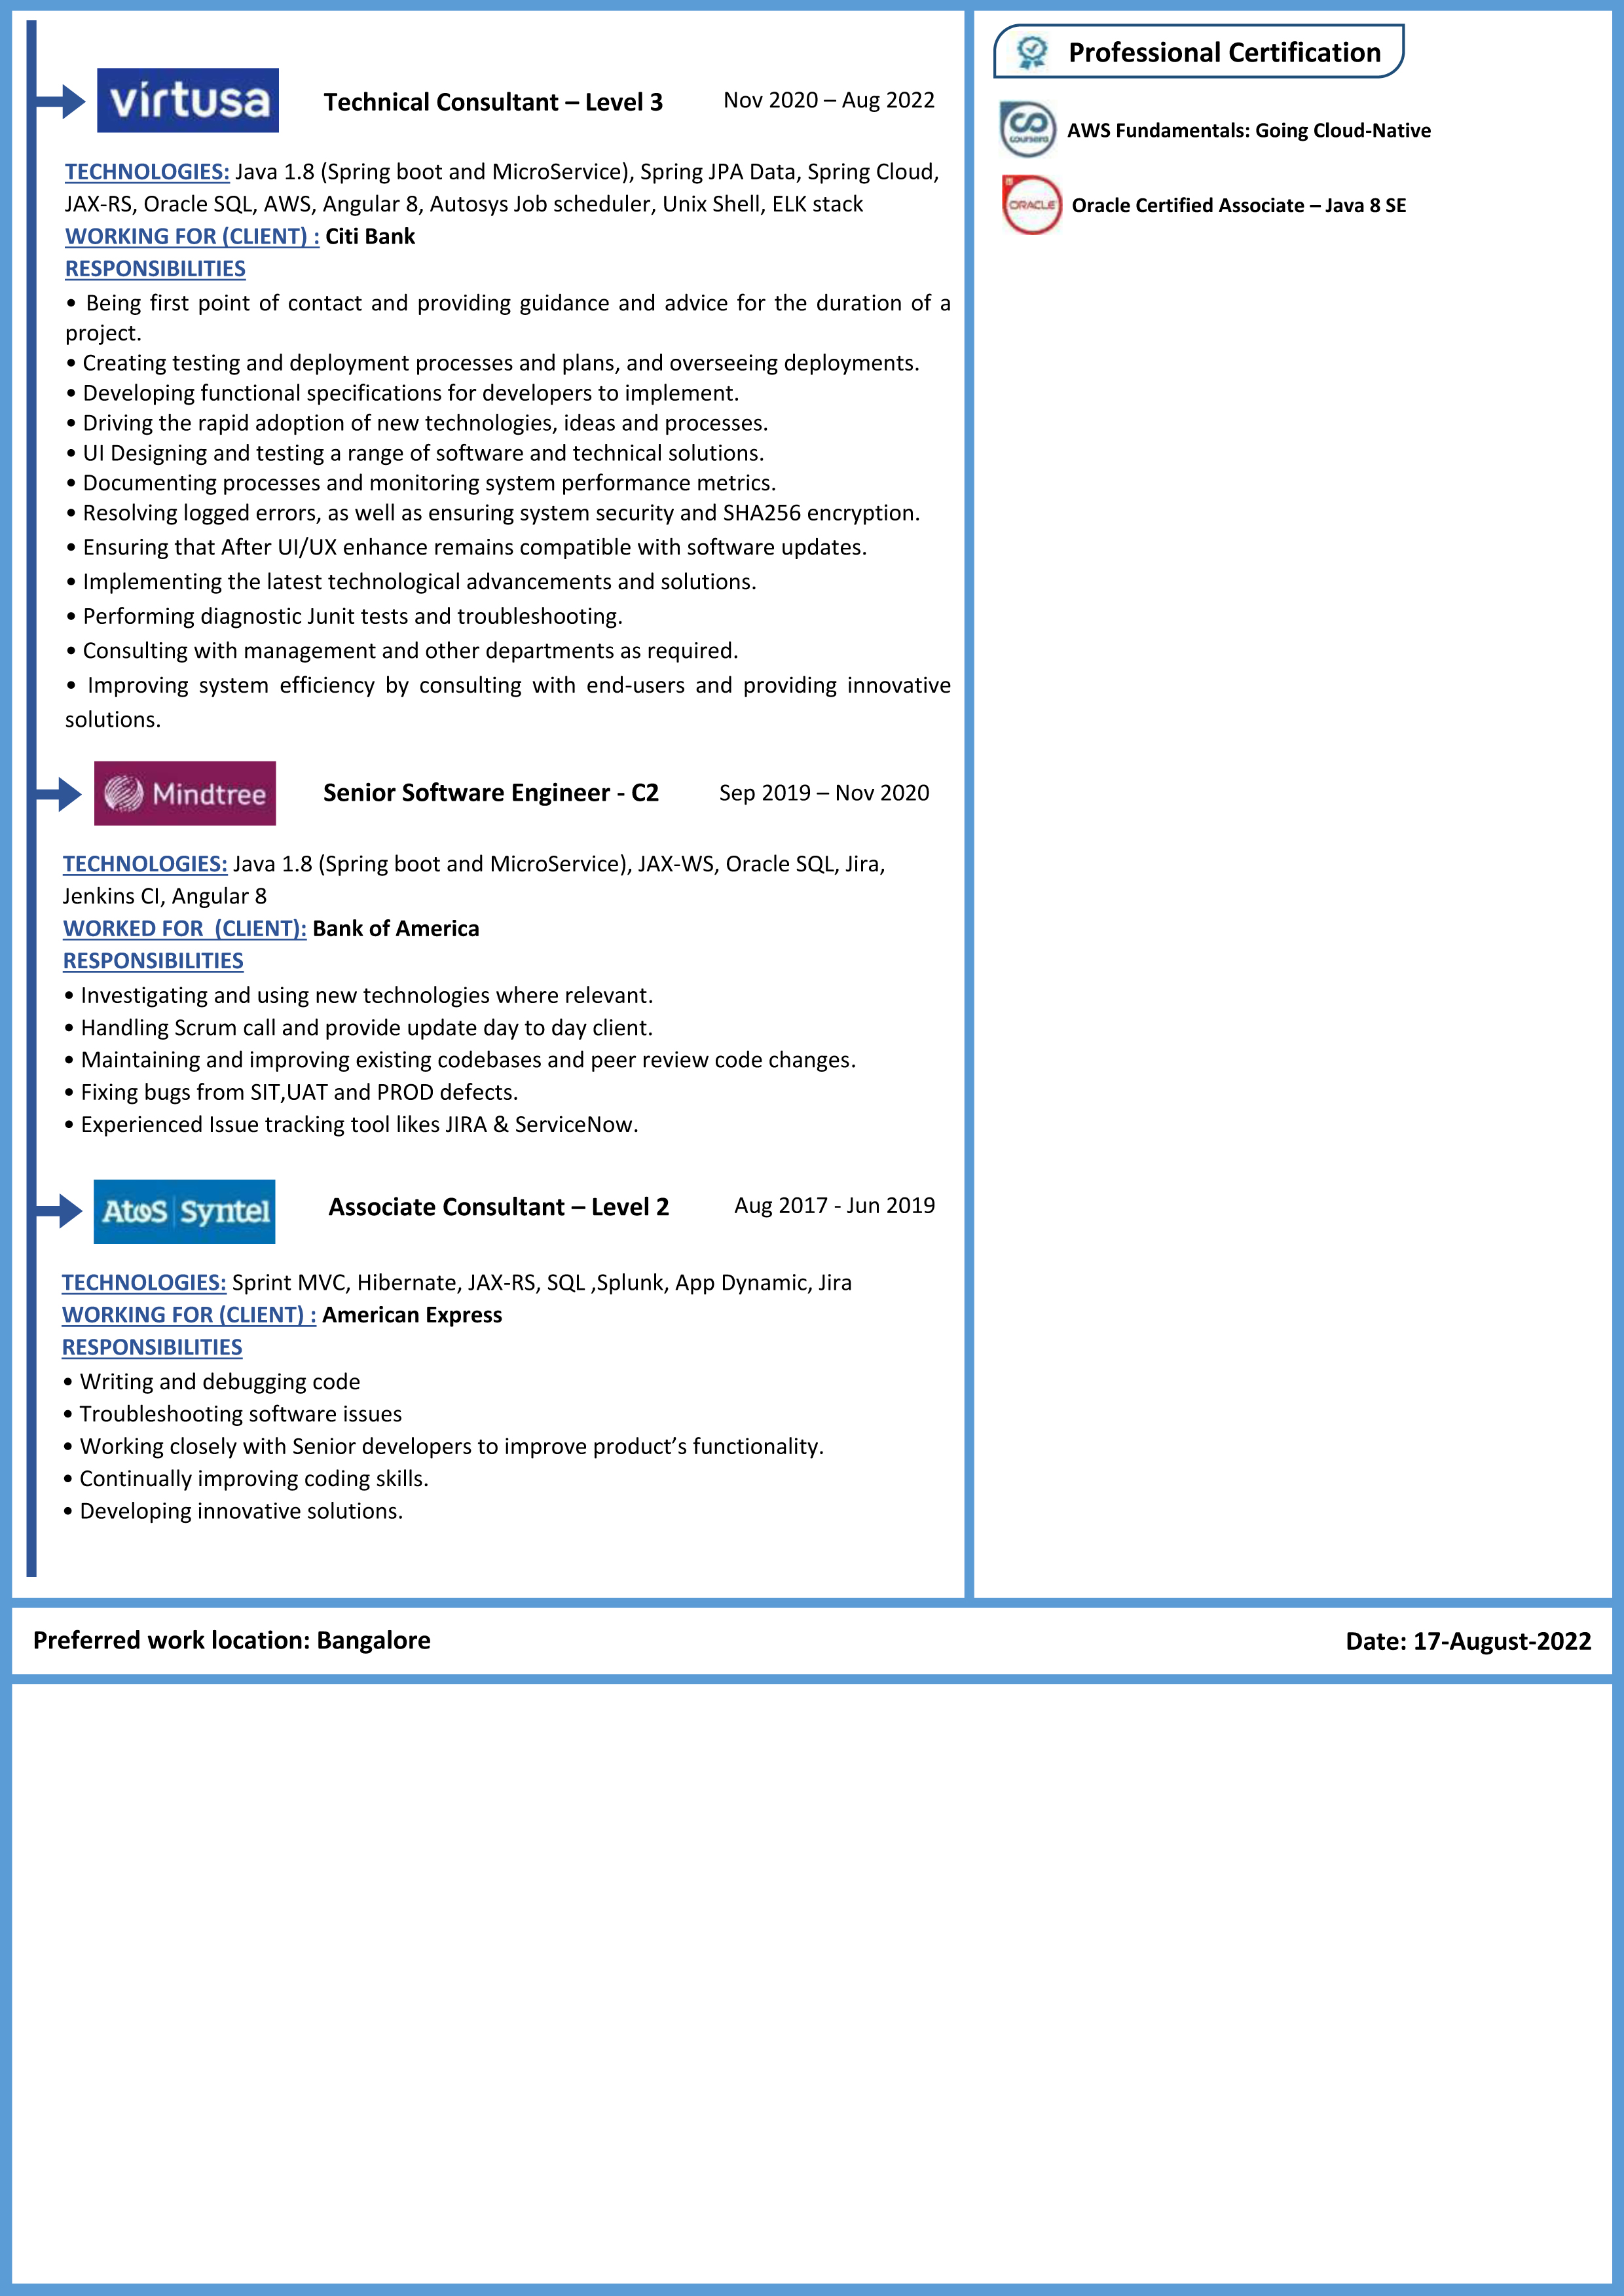 virtusa
Technical Consultant – Level 3
Nov 2020 – Aug 2022
TECHNOLOGIES: Java 1.8 (Spring boot and MicroService), Spring JPA Data, Spring Cloud,
JAX-RS, Oracle SQL, AWS, Angular 8, Autosys Job scheduler, Unix Shell, ELK stack
WORKING FOR (CLIENT) : Citi Bank
RESPONSIBILITIES
• Being first point of contact and providing guidance and advice for the duration of a
project.
• Creating testing and deployment processes and plans, and overseeing deployments.
• Developing functional specifications for developers to implement.
• Driving the rapid adoption of new technologies, ideas and processes.
• UI Designing and testing a range of software and technical solutions.
• Documenting processes and monitoring system performance metrics.
• Resolving logged errors, as well as ensuring system security and SHA256 encryption.
• Ensuring that After UI/UX enhance remains compatible with software updates.
• Implementing the latest technological advancements and solutions.
• Performing diagnostic Junit tests and troubleshooting.
• Consulting with management and other departments as required.
• Improving system efficiency by consulting with end-users and providing innovative
solutions.
Mindtree
Senior Software Engineer - C2
Sep 2019 – Nov 2020
TECHNOLOGIES: Java 1.8 (Spring boot and MicroService), JAX-WS, Oracle SQL, Jira,
Jenkins CI, Angular 8
WORKED FOR  (CLIENT): Bank of America
RESPONSIBILITIES
• Investigating and using new technologies where relevant.
• Handling Scrum call and provide update day to day client.
• Maintaining and improving existing codebases and peer review code changes.
• Fixing bugs from SIT,UAT and PROD defects.
• Experienced Issue tracking tool likes JIRA & ServiceNow.
Atos | Syntel
Associate Consultant – Level 2
Aug 2017 - Jun 2019
TECHNOLOGIES: Sprint MVC, Hibernate, JAX-RS, SQL ,Splunk, App Dynamic, Jira
WORKING FOR (CLIENT) : American Express
RESPONSIBILITIES
• Writing and debugging code
• Troubleshooting software issues
• Working closely with Senior developers to improve product’s functionality.
• Continually improving coding skills.
• Developing innovative solutions.
Professional Certification
coursera
AWS Fundamentals: Going Cloud-Native
ORACLE
Oracle Certified Associate – Java 8 SE
Preferred work location: Bangalore
Date: 17-August-2022